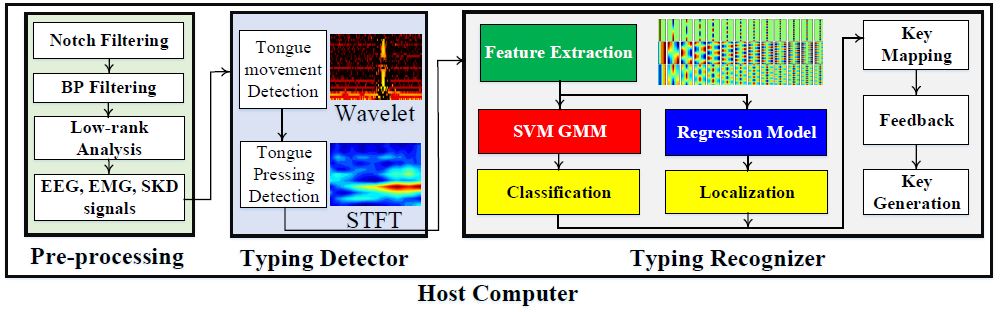 Notch Filtering
BP Filtering
Low-rank
Analysis
EEG, EMG, SKD
signals
Pre-processing
Tongue
movement
Detection
Wavelet
Tongue
Pressing
Detection
STFT
Typing Detector
Feature Extraction
SVM GMM
Regression Model
Classification
Localization
Key
Mapping
Feedback
Key
Generation
Typing Recognizer
Host Computer